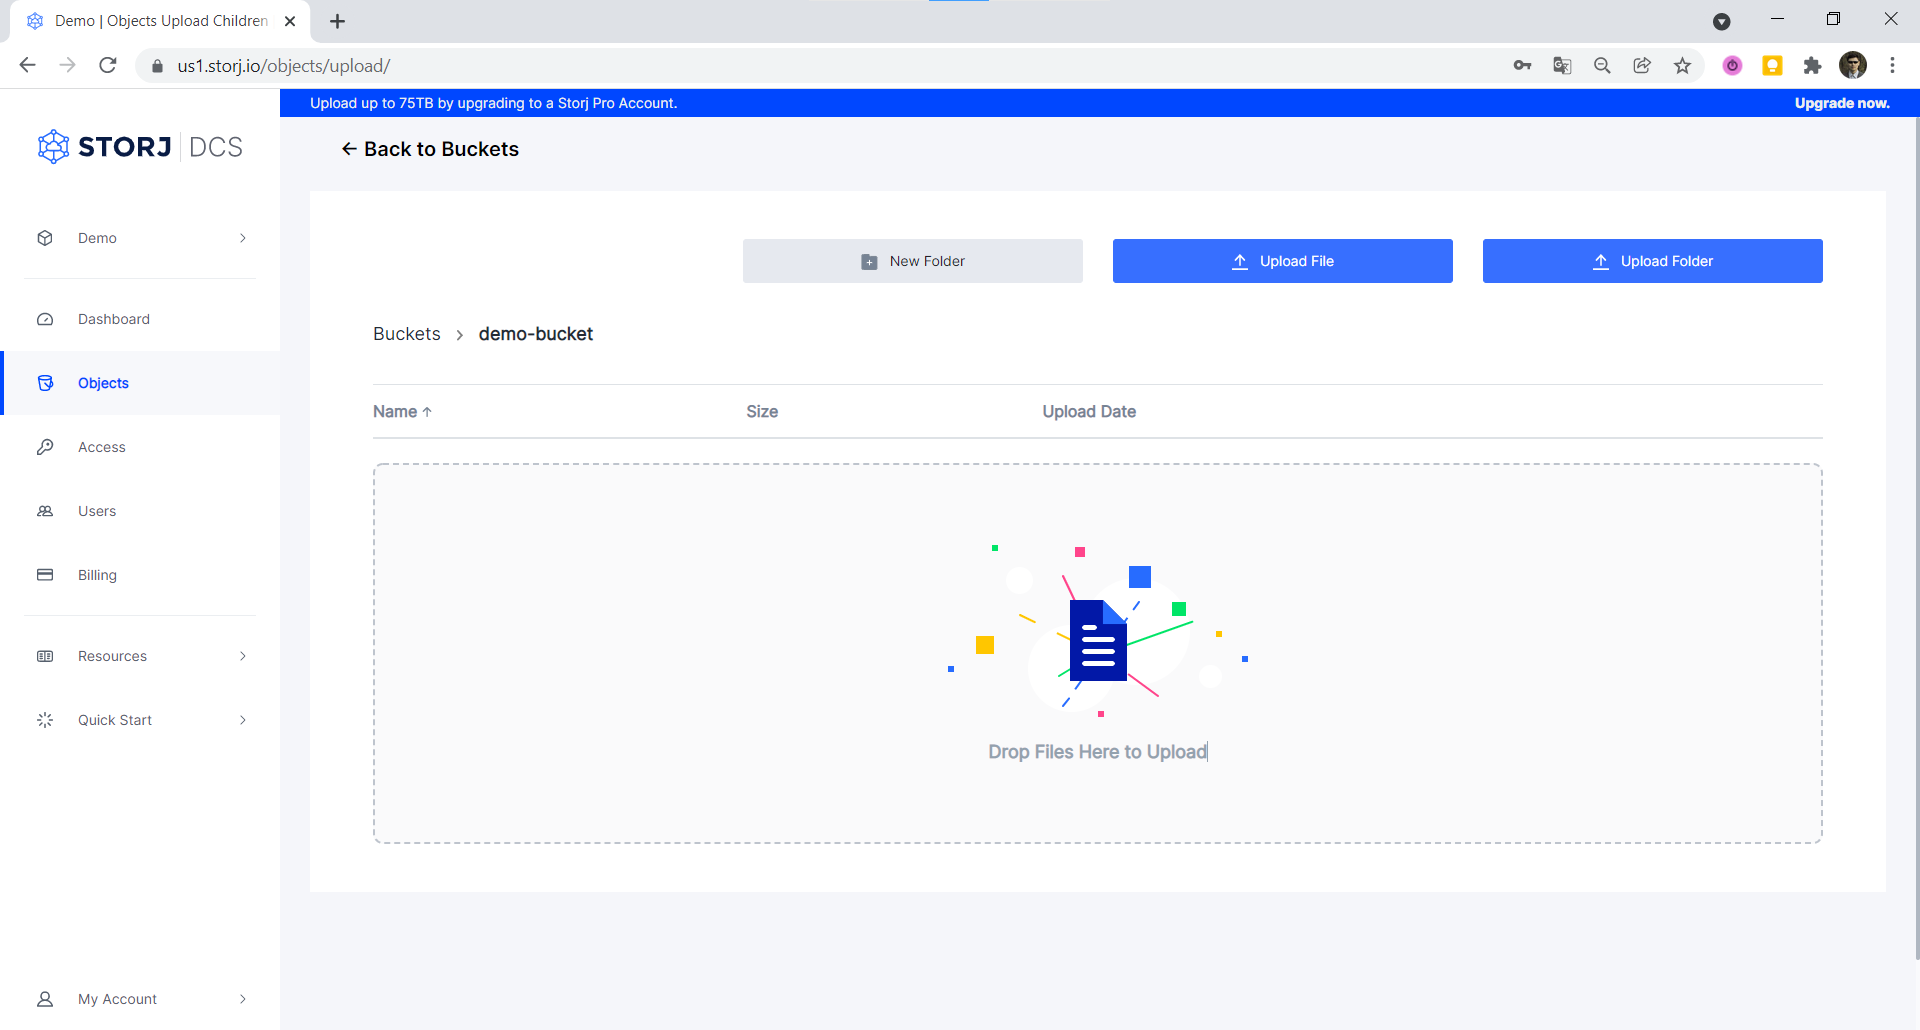 Demo | Objects Upload Children
us1.storj.io/objects/upload/
Upload up to 75TB by upgrading to a Storj Pro Account.
Upgrade now.
STORJ DCS
Back to Buckets
Demo
New Folder
Upload File
Upload Folder
Dashboard
Buckets > demo-bucket
Objects
Name
Size
Upload Date
Access
Users
Billing
Resources
Quick Start
Drop Files Here to Upload
My Account